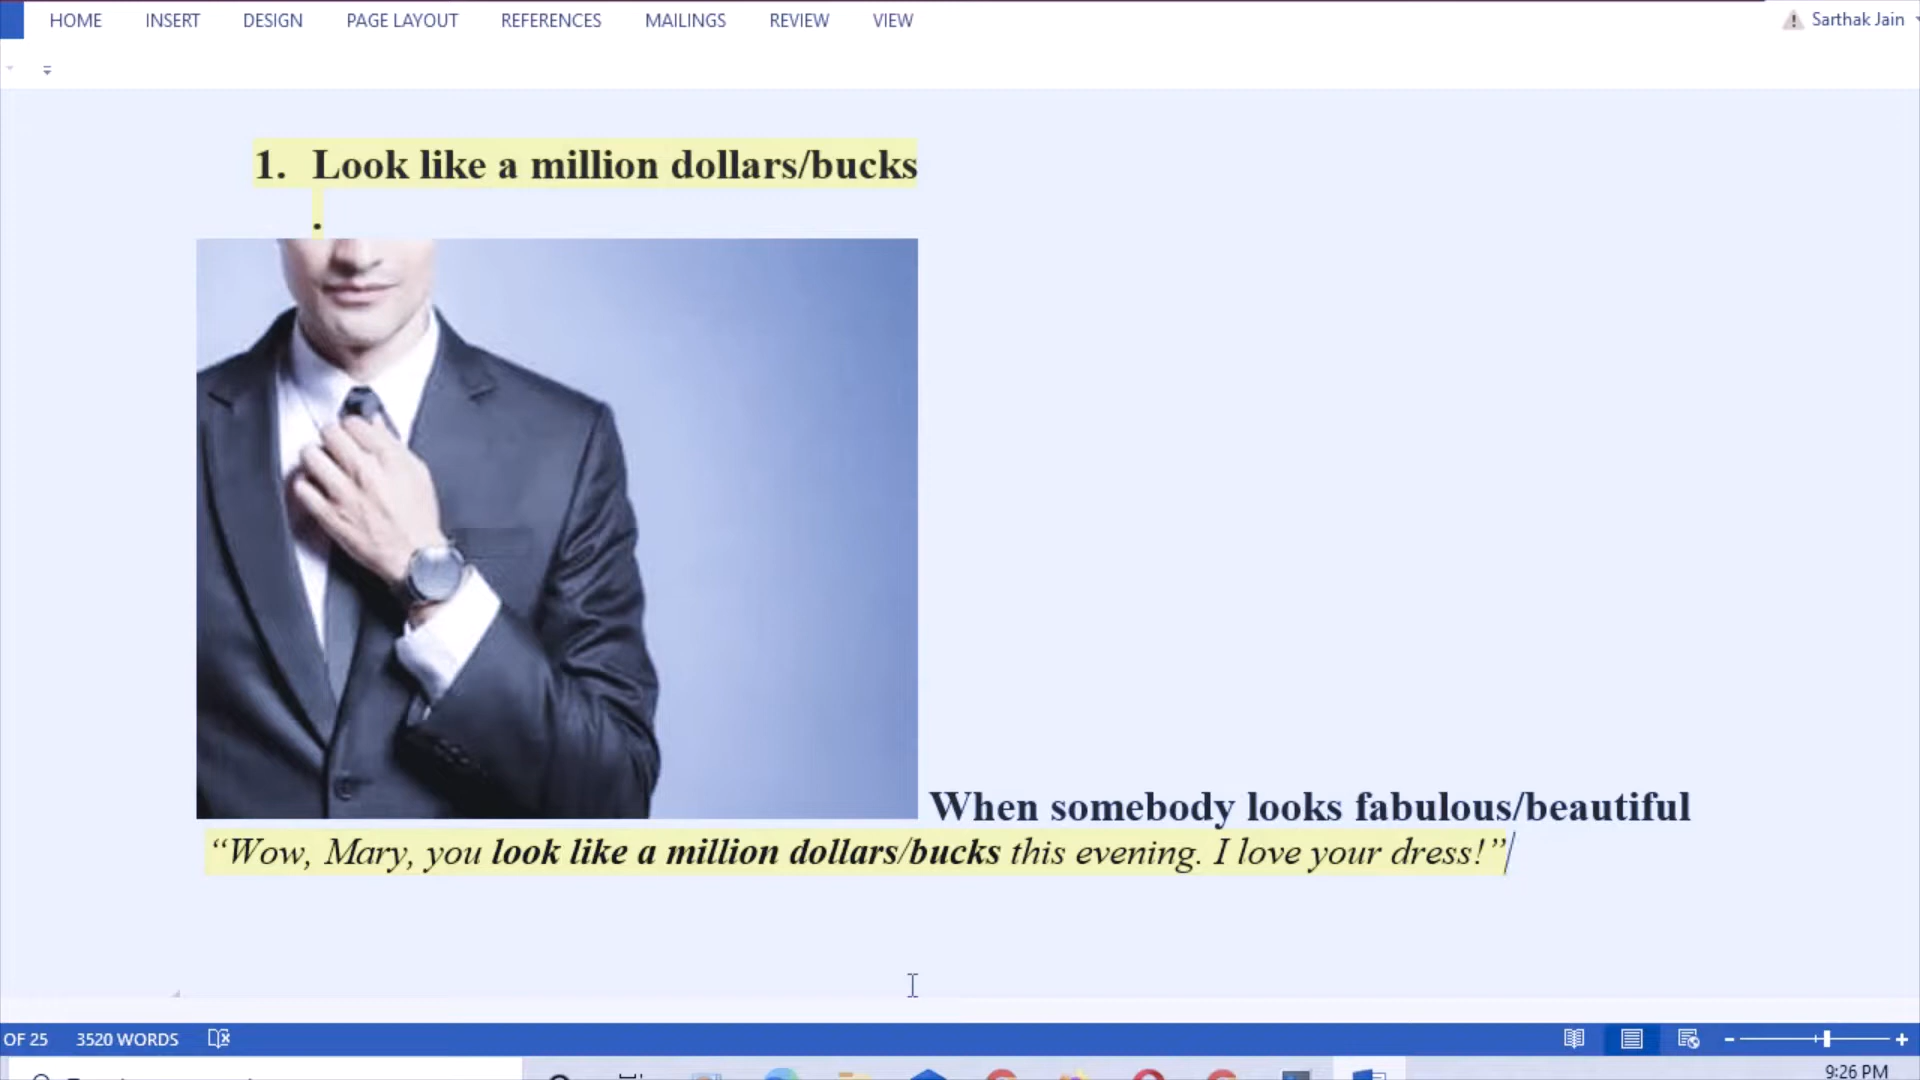 HOME INSERT DESIGN PAGE LAYOUT REFERENCES MAILINGS REVIEW VIEW Sarthak Jain
1. Look like a million dollars/bucks
.
When somebody looks fabulous/beautiful
“Wow, Mary, you look like a million dollars/bucks this evening. I love your dress!”
OF 25 3520 WORDS
9:26 PM